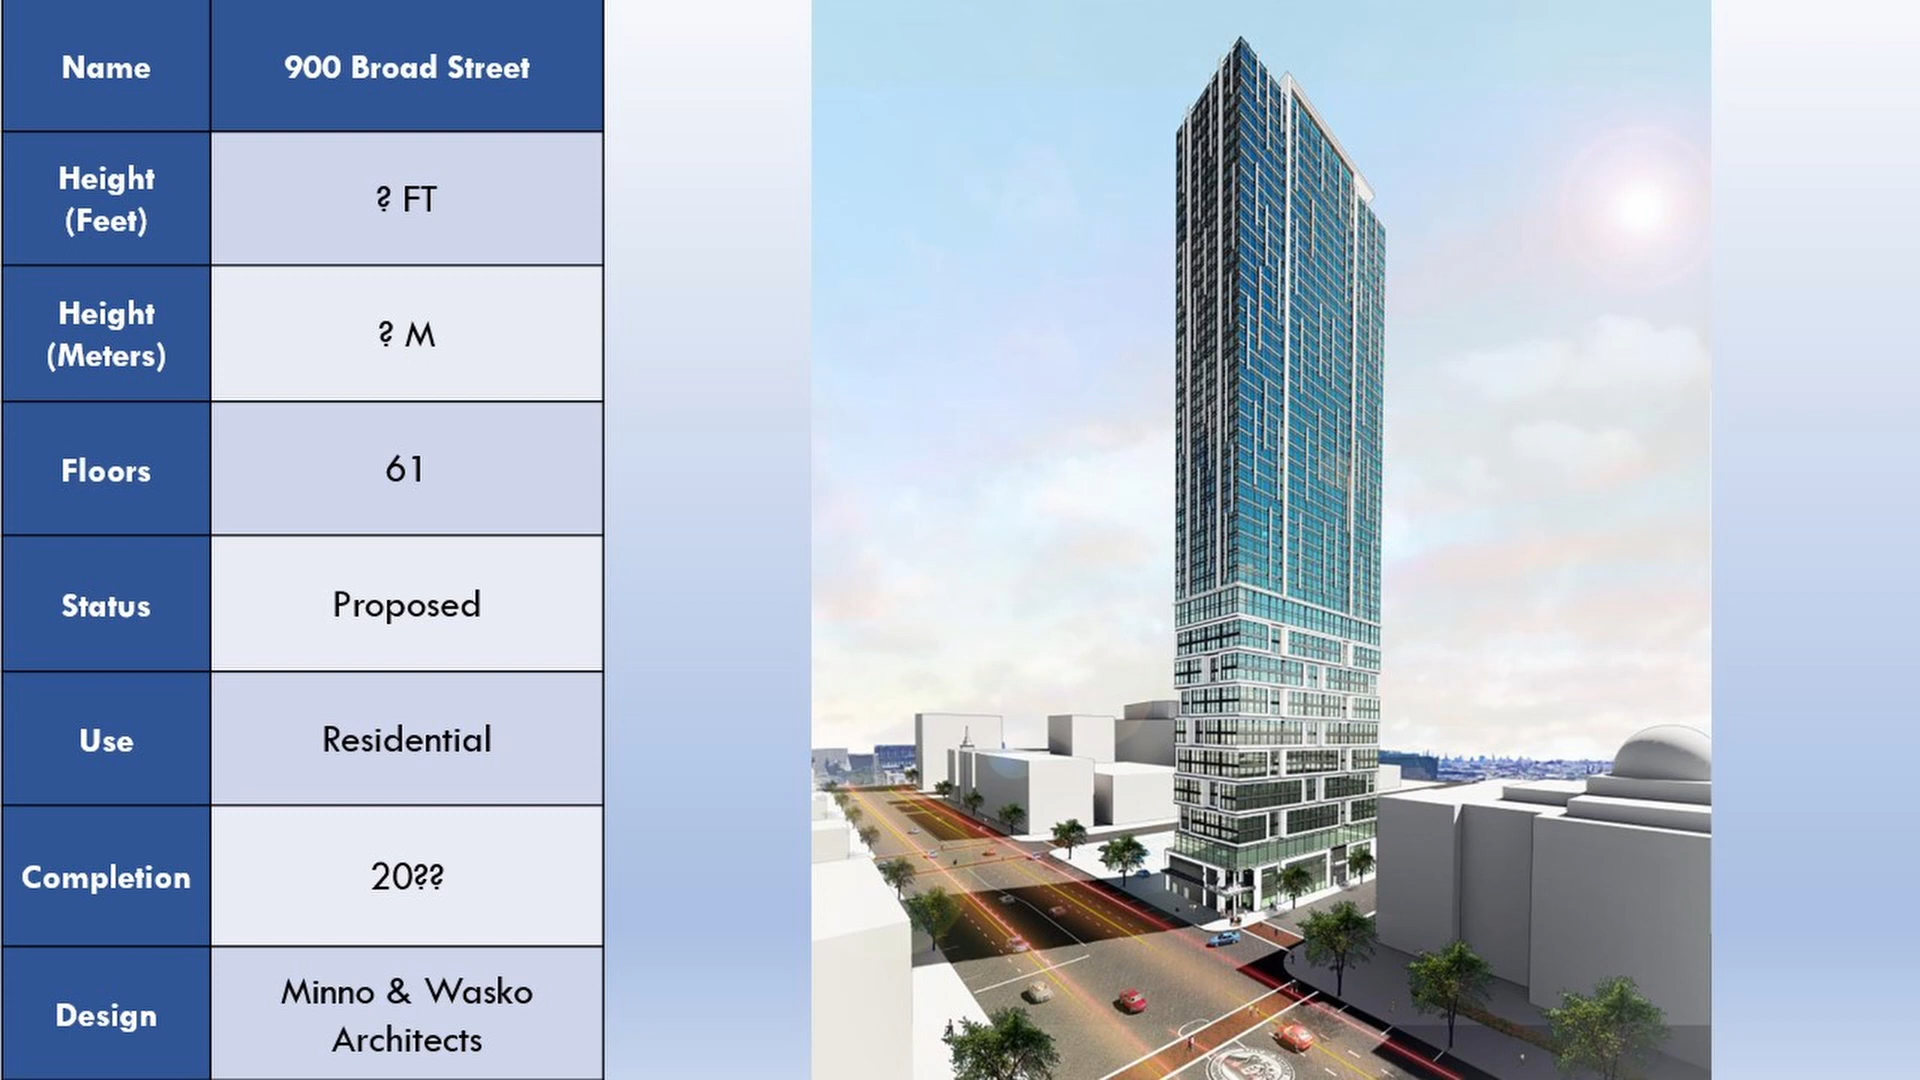 Name
900 Broad Street
Height
(Feet)
? FT
Height
(Meters)
? M
Floors
61
Status
Proposed
Use
Residential
Completion
20??
Design
Minno & Wasko
Architects